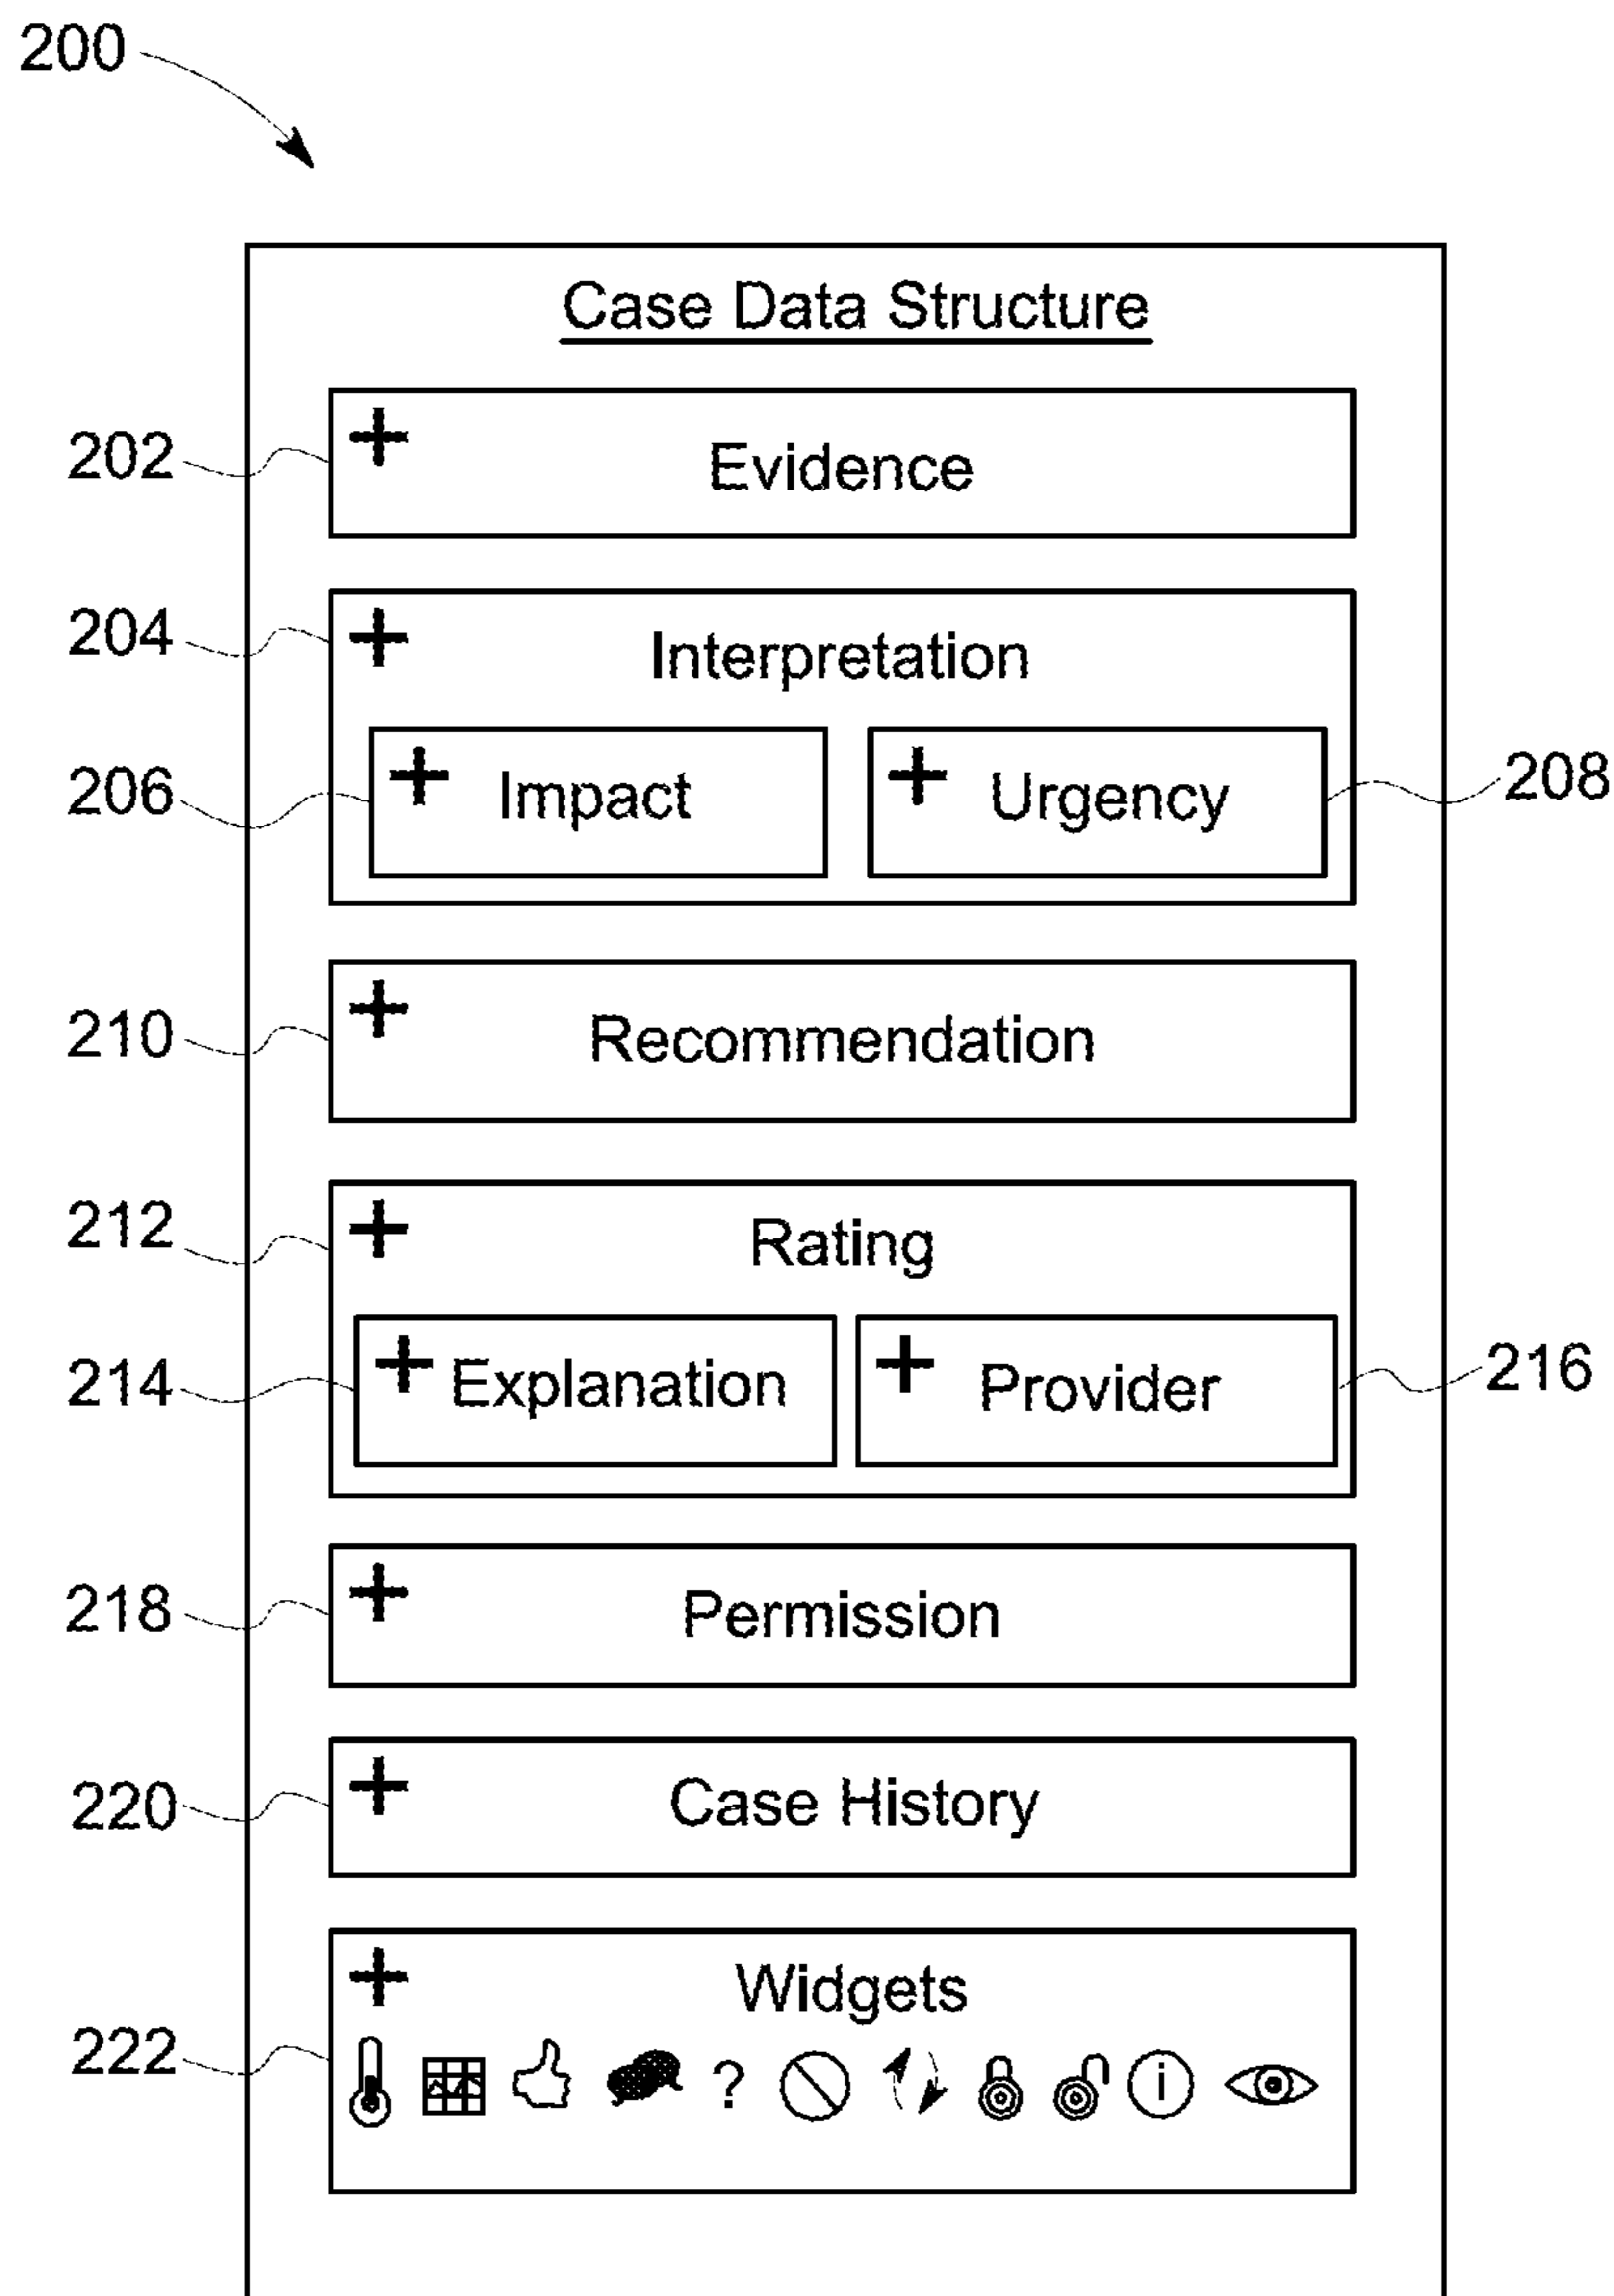 200
Case Data Structure
202
Evidence
204
Interpretation
206
Impact
Urgency
208
210
Recommendation
212
Rating
214
Explanation
Provider
216
218
Permission
220
Case History
222
Widgets
?
i